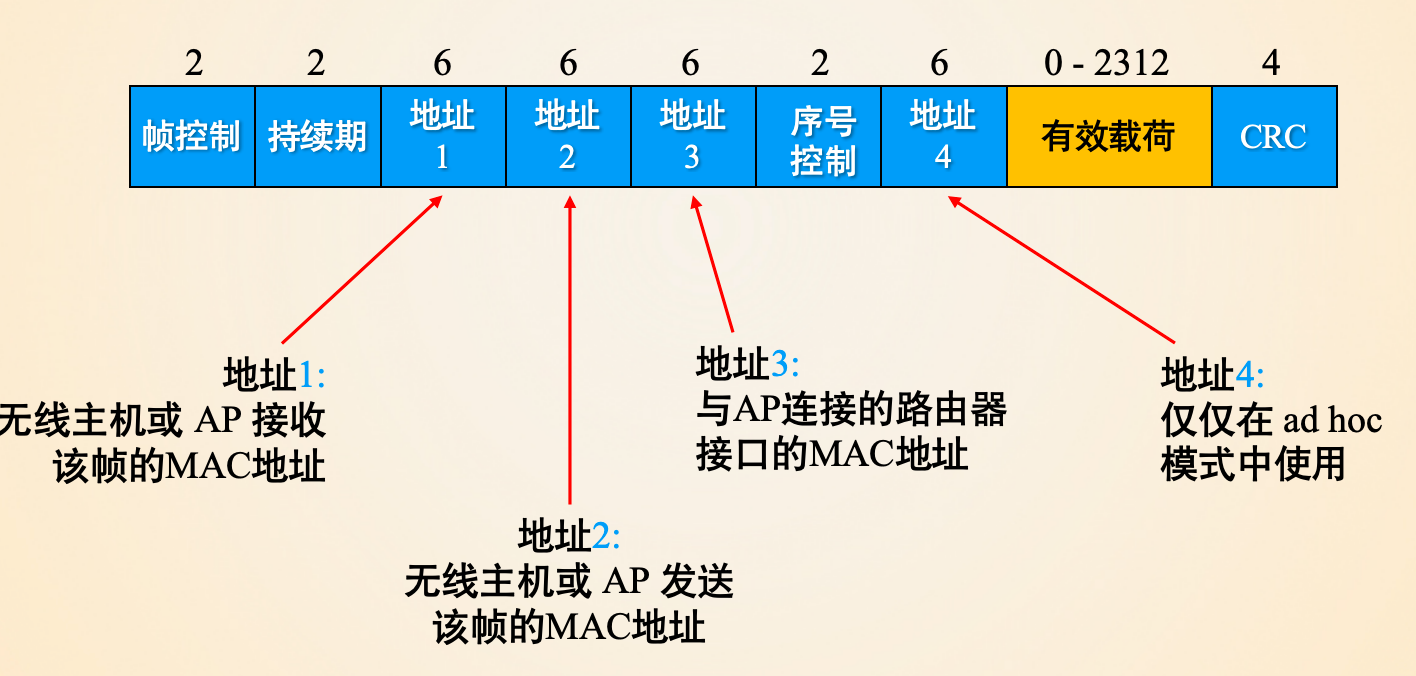 2 2 6 6 6 2 6 0 - 2312 4
帧控制 持续期 地址 1 地址 2 地址 3 序号 控制 地址 4 有效载荷 CRC
地址1:
无线主机或 AP 接收
该帧的MAC地址
地址2:
无线主机或 AP 发送
该帧的MAC地址
地址3:
与AP连接的路由器
接口的MAC地址
地址4:
仅仅在 ad hoc
模式中使用